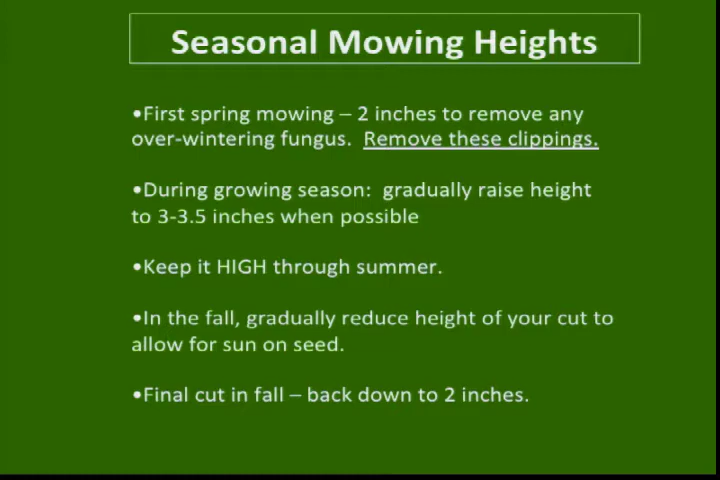 Seasonal Mowing Heights
•First spring mowing – 2 inches to remove any
over-wintering fungus. Remove these clippings.
•During growing season: gradually raise height
to 3-3.5 inches when possible
•Keep it HIGH through summer.
•In the fall, gradually reduce height of your cut to
allow for sun on seed.
•Final cut in fall – back down to 2 inches.